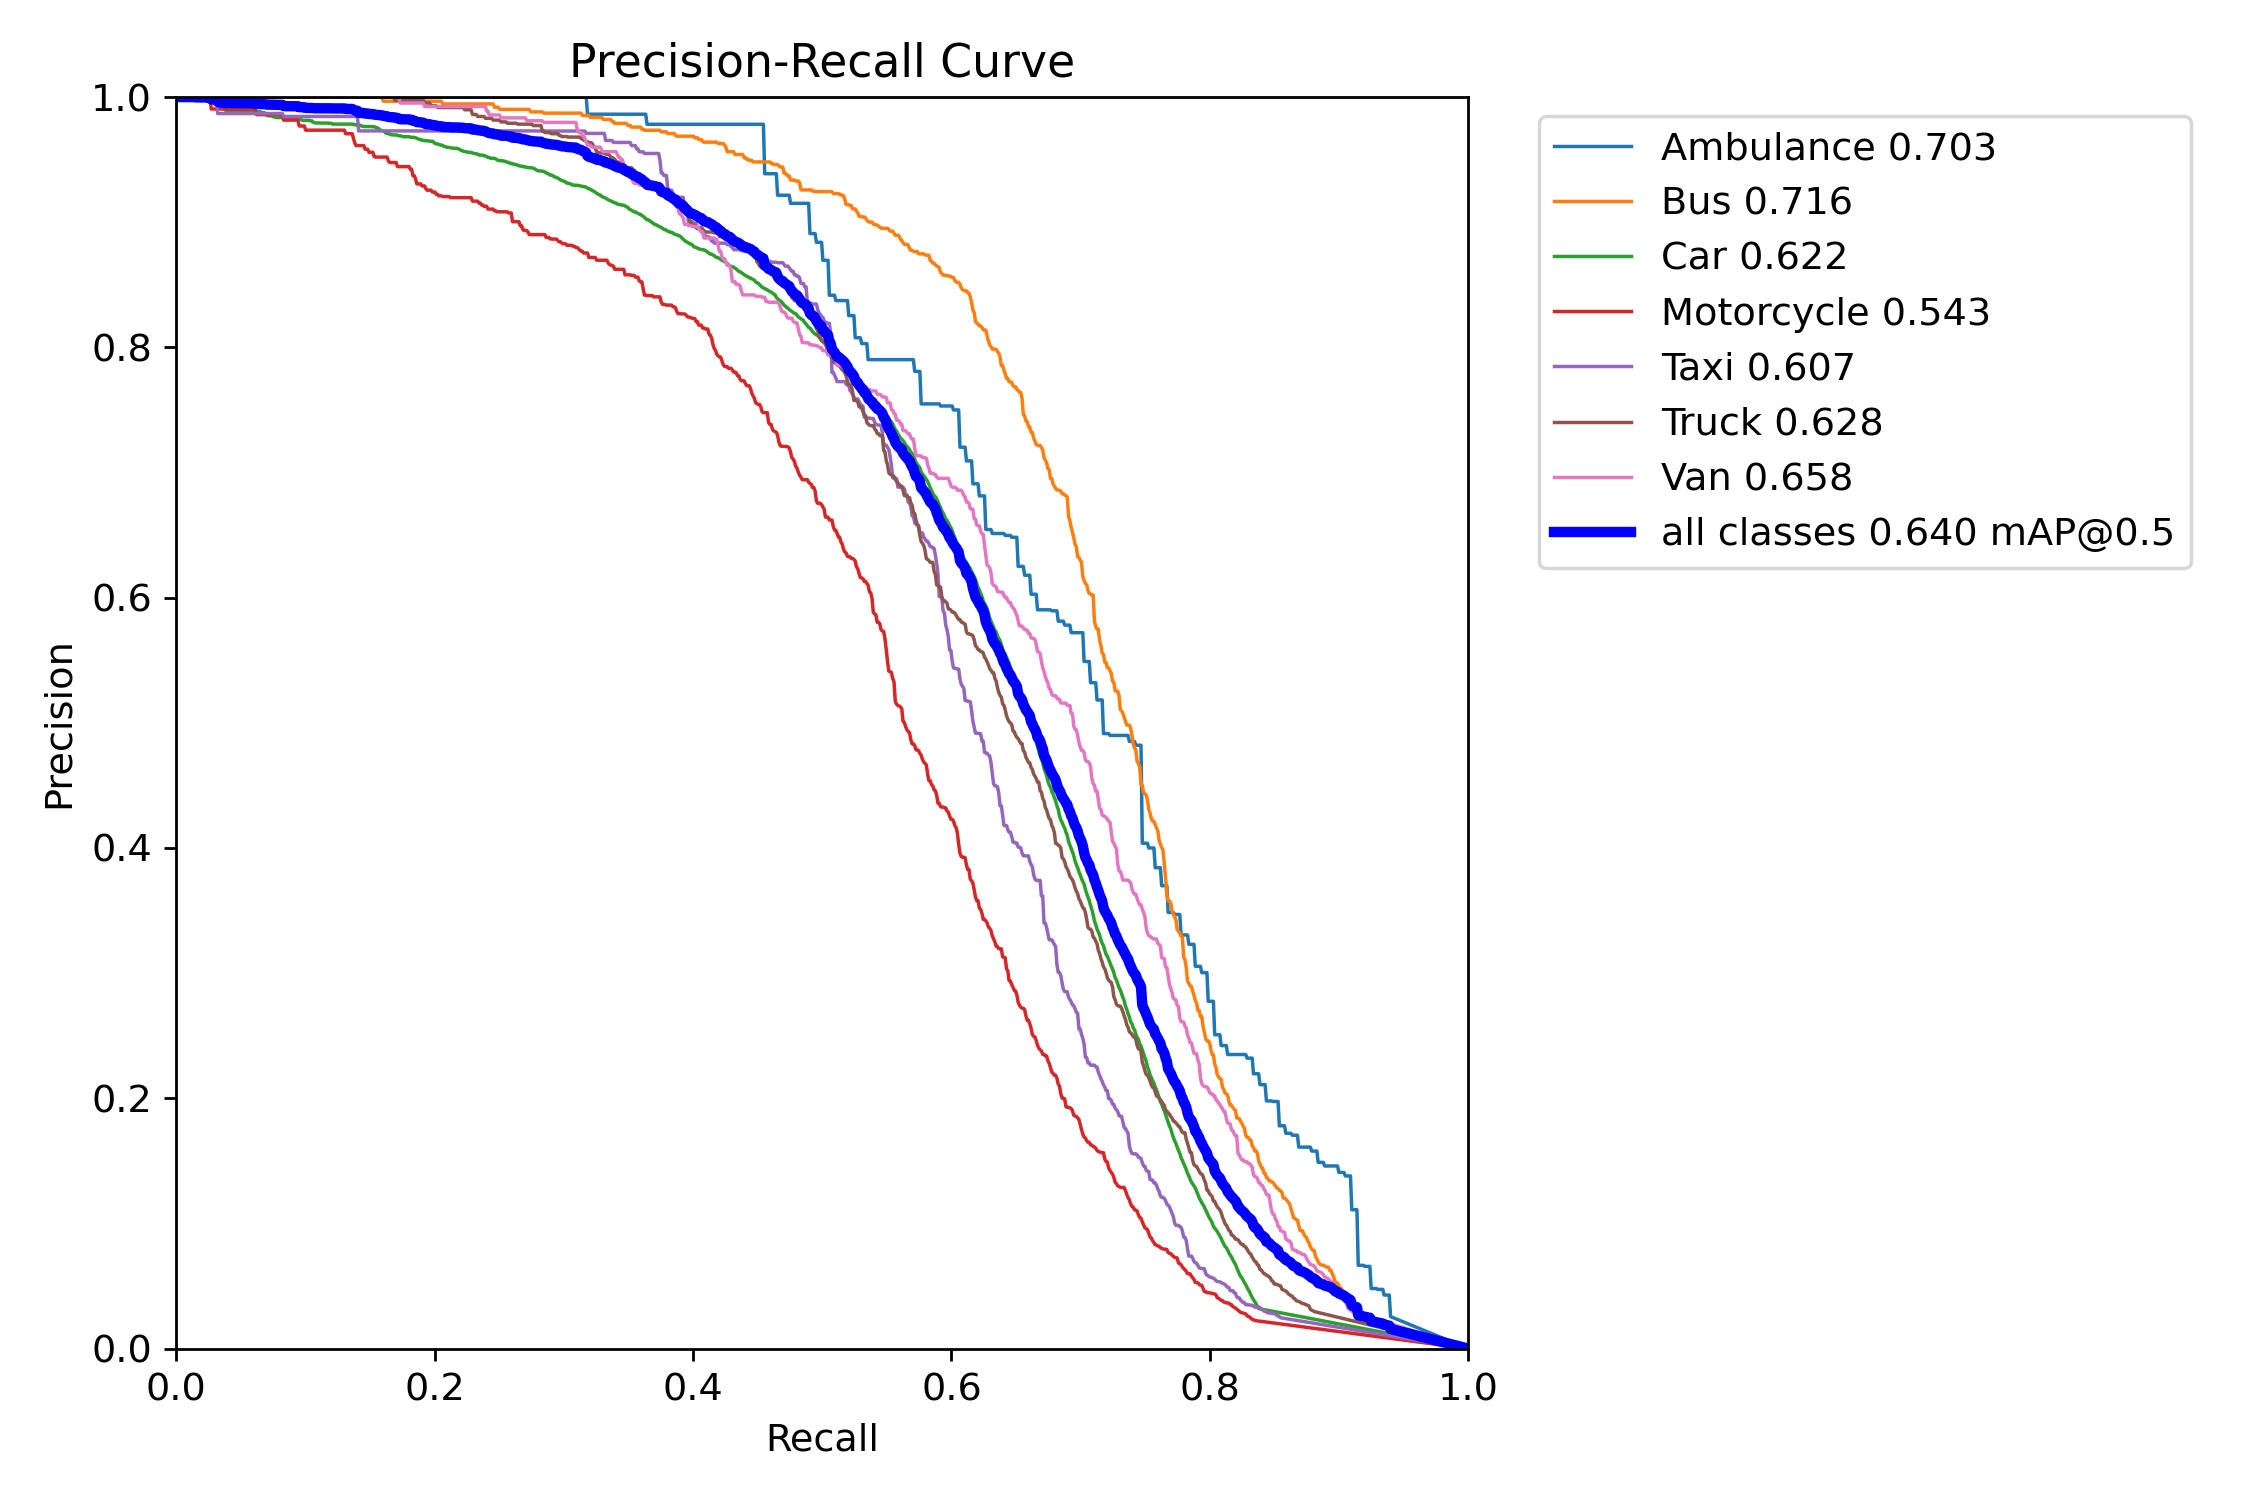 Precision-Recall Curve
1.0
0.8
0.6
0.4
0.2
0.0
Precision
0.0 0.2 0.4 0.6 0.8 1.0
Recall
Ambulance 0.703
Bus 0.716
Car 0.622
Motorcycle 0.543
Taxi 0.607
Truck 0.628
Van 0.658
all classes 0.640 mAP@0.5